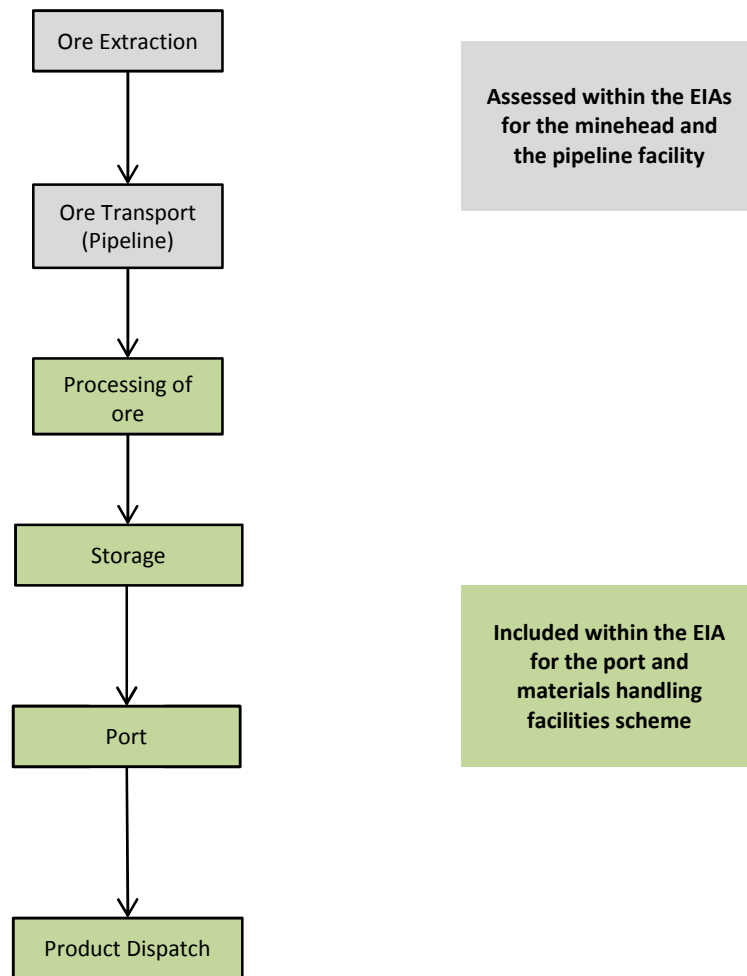 Ore Extraction
Assessed within the EIAs
for the minehead and
the pipeline facility
Ore Transport
(Pipeline)
Processing of
ore
Storage
Included within the EIA
for the port and
materials handling
facilities scheme
Port
Product Dispatch